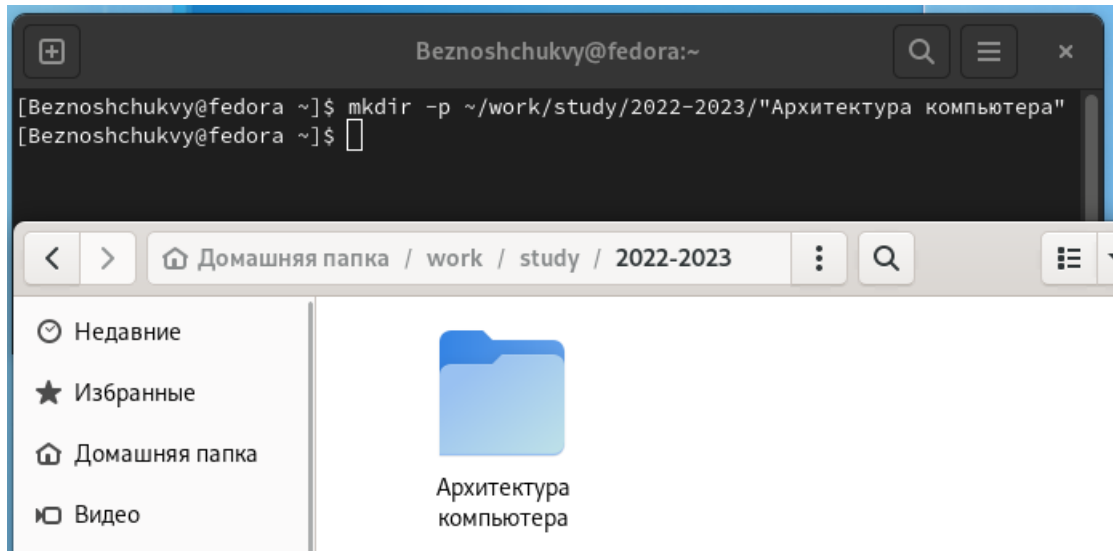 Beznoshchukvy@fedora:~
[Beznoshchukvy@fedora ~]$ mkdir -p ~/work/study/2022-2023/"Архитектура компьютера"
[Beznoshchukvy@fedora ~]$
Домашняя папка / work / study / 2022-2023
Недавние
Избранные
Домашняя папка
Видео
Архитектура
компьютера